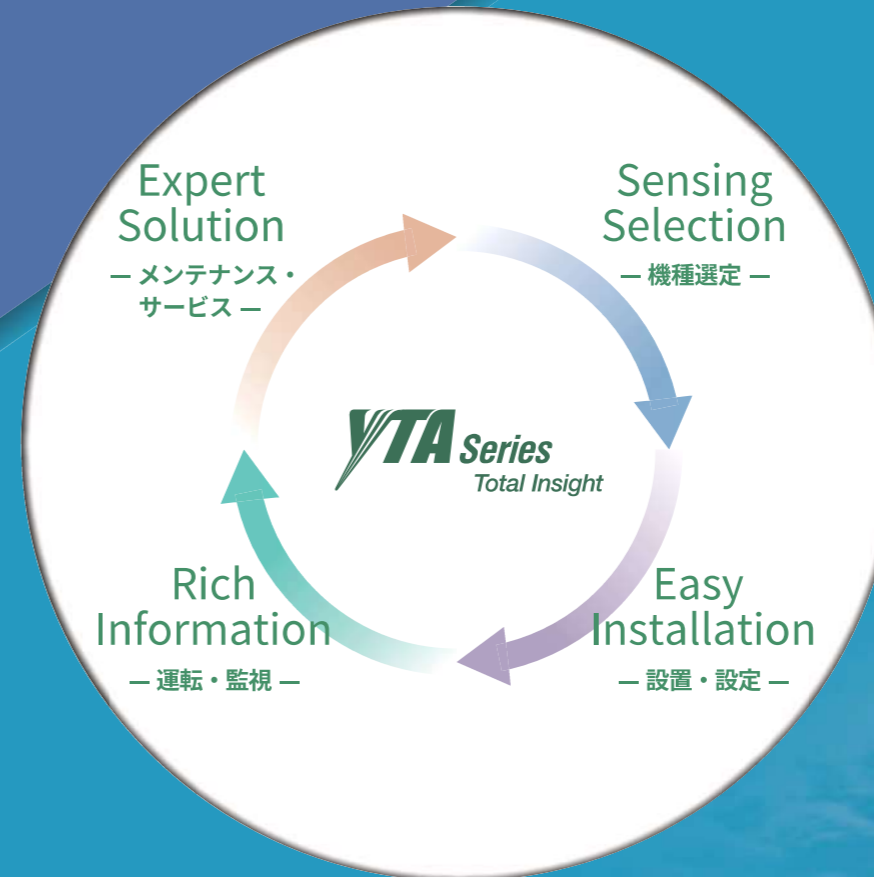 Expert
Solution
— メンテナンス・
サービス —
Sensing
Selection
— 機種選定 —
YTA Series
Total Insight
Rich
Information
— 運転・監視 —
Easy
Installation
— 設置・設定 —